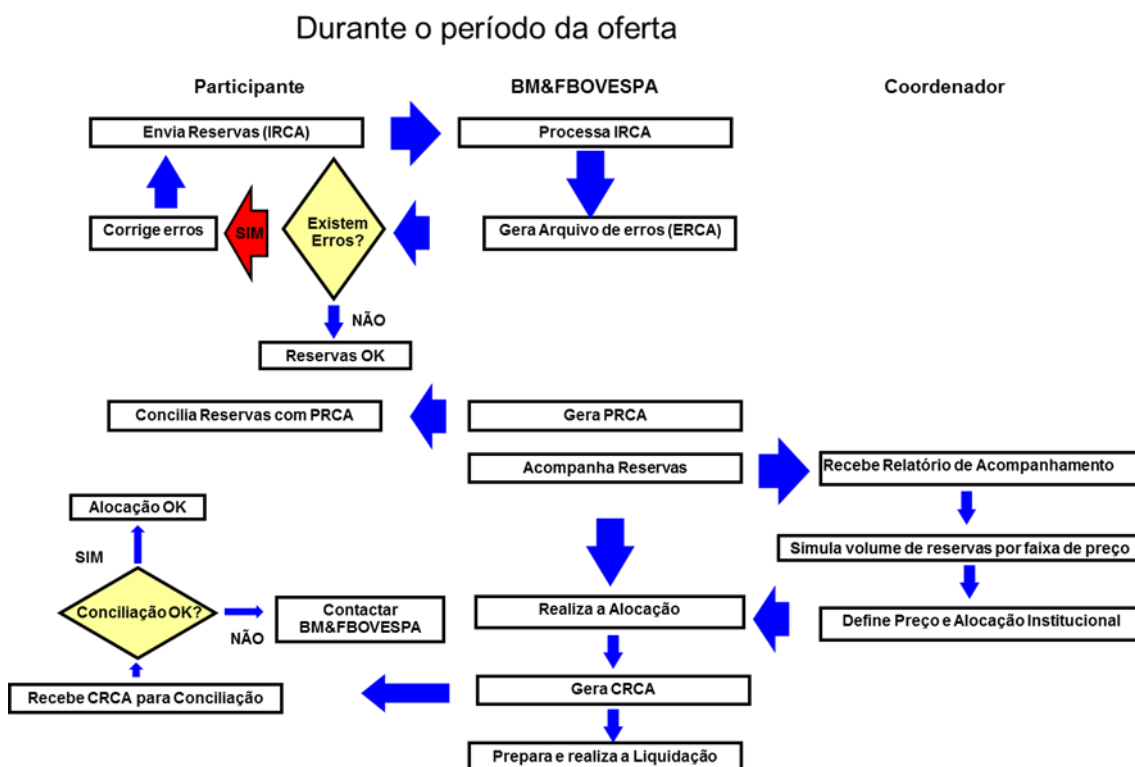 Durante o período da oferta
Participante
BM&FBOVESPA
Coordenador
Envia Reservas (IRCA)
Processa IRCA
Corrige erros
SIM
Existem
Erros?
Gera Arquivo de erros (ERCA)
NÃO
Reservas OK
Concilia Reservas com PRCA
Gera PRCA
Acompanha Reservas
Recebe Relatório de Acompanhamento
Alocação OK
SIM
Simula volume de reservas por faixa de preço
Conciliação OK?
NÃO
Contactar
BM&FBOVESPA
Realiza a Alocação
Define Preço e Alocação Institucional
Recebe CRCA para Conciliação
Gera CRCA
Prepara e realiza a Liquidação